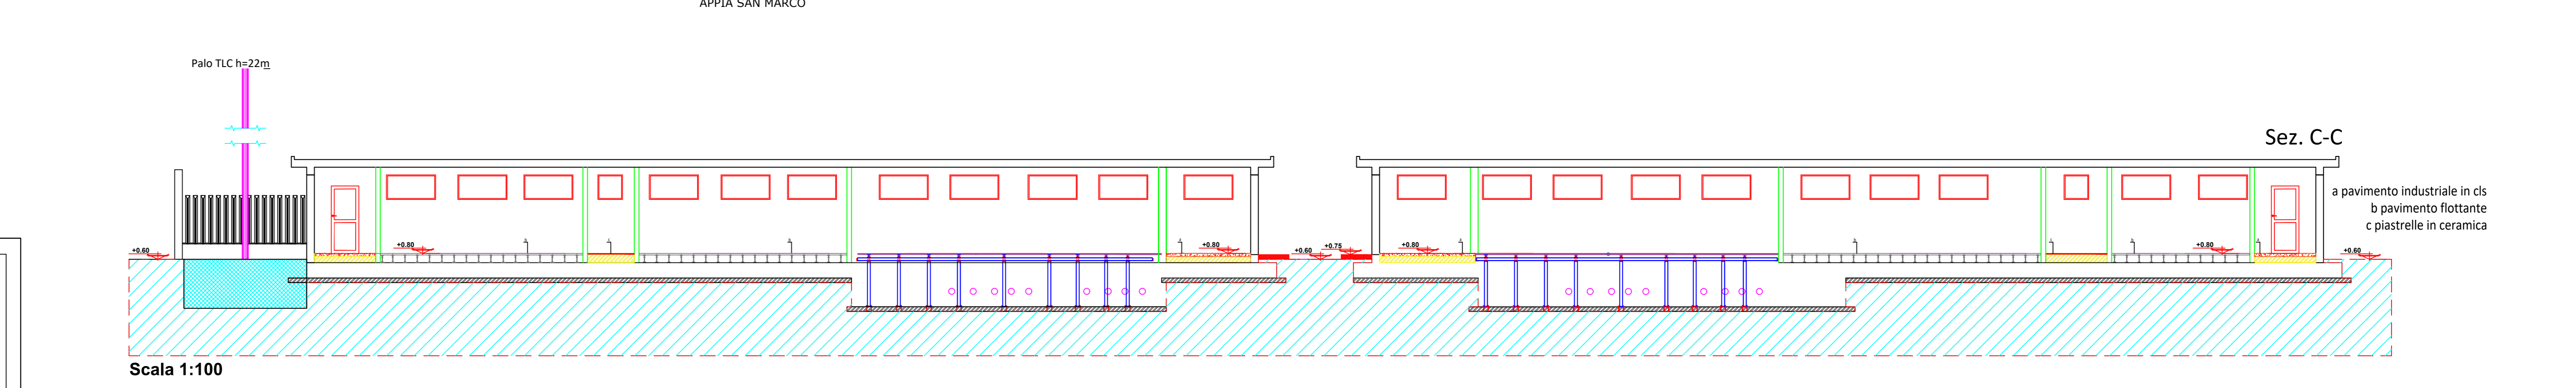 APPIA SAN MARCO
Palo TLC h=22m
Sez. C-C
a pavimento industriale in cls
b pavimento flottante
c piastrelle in ceramica
+0.60
+0.80
+0.80
+0.60
+0.75
+0.80
+0.80
+0.60
Scala 1:100